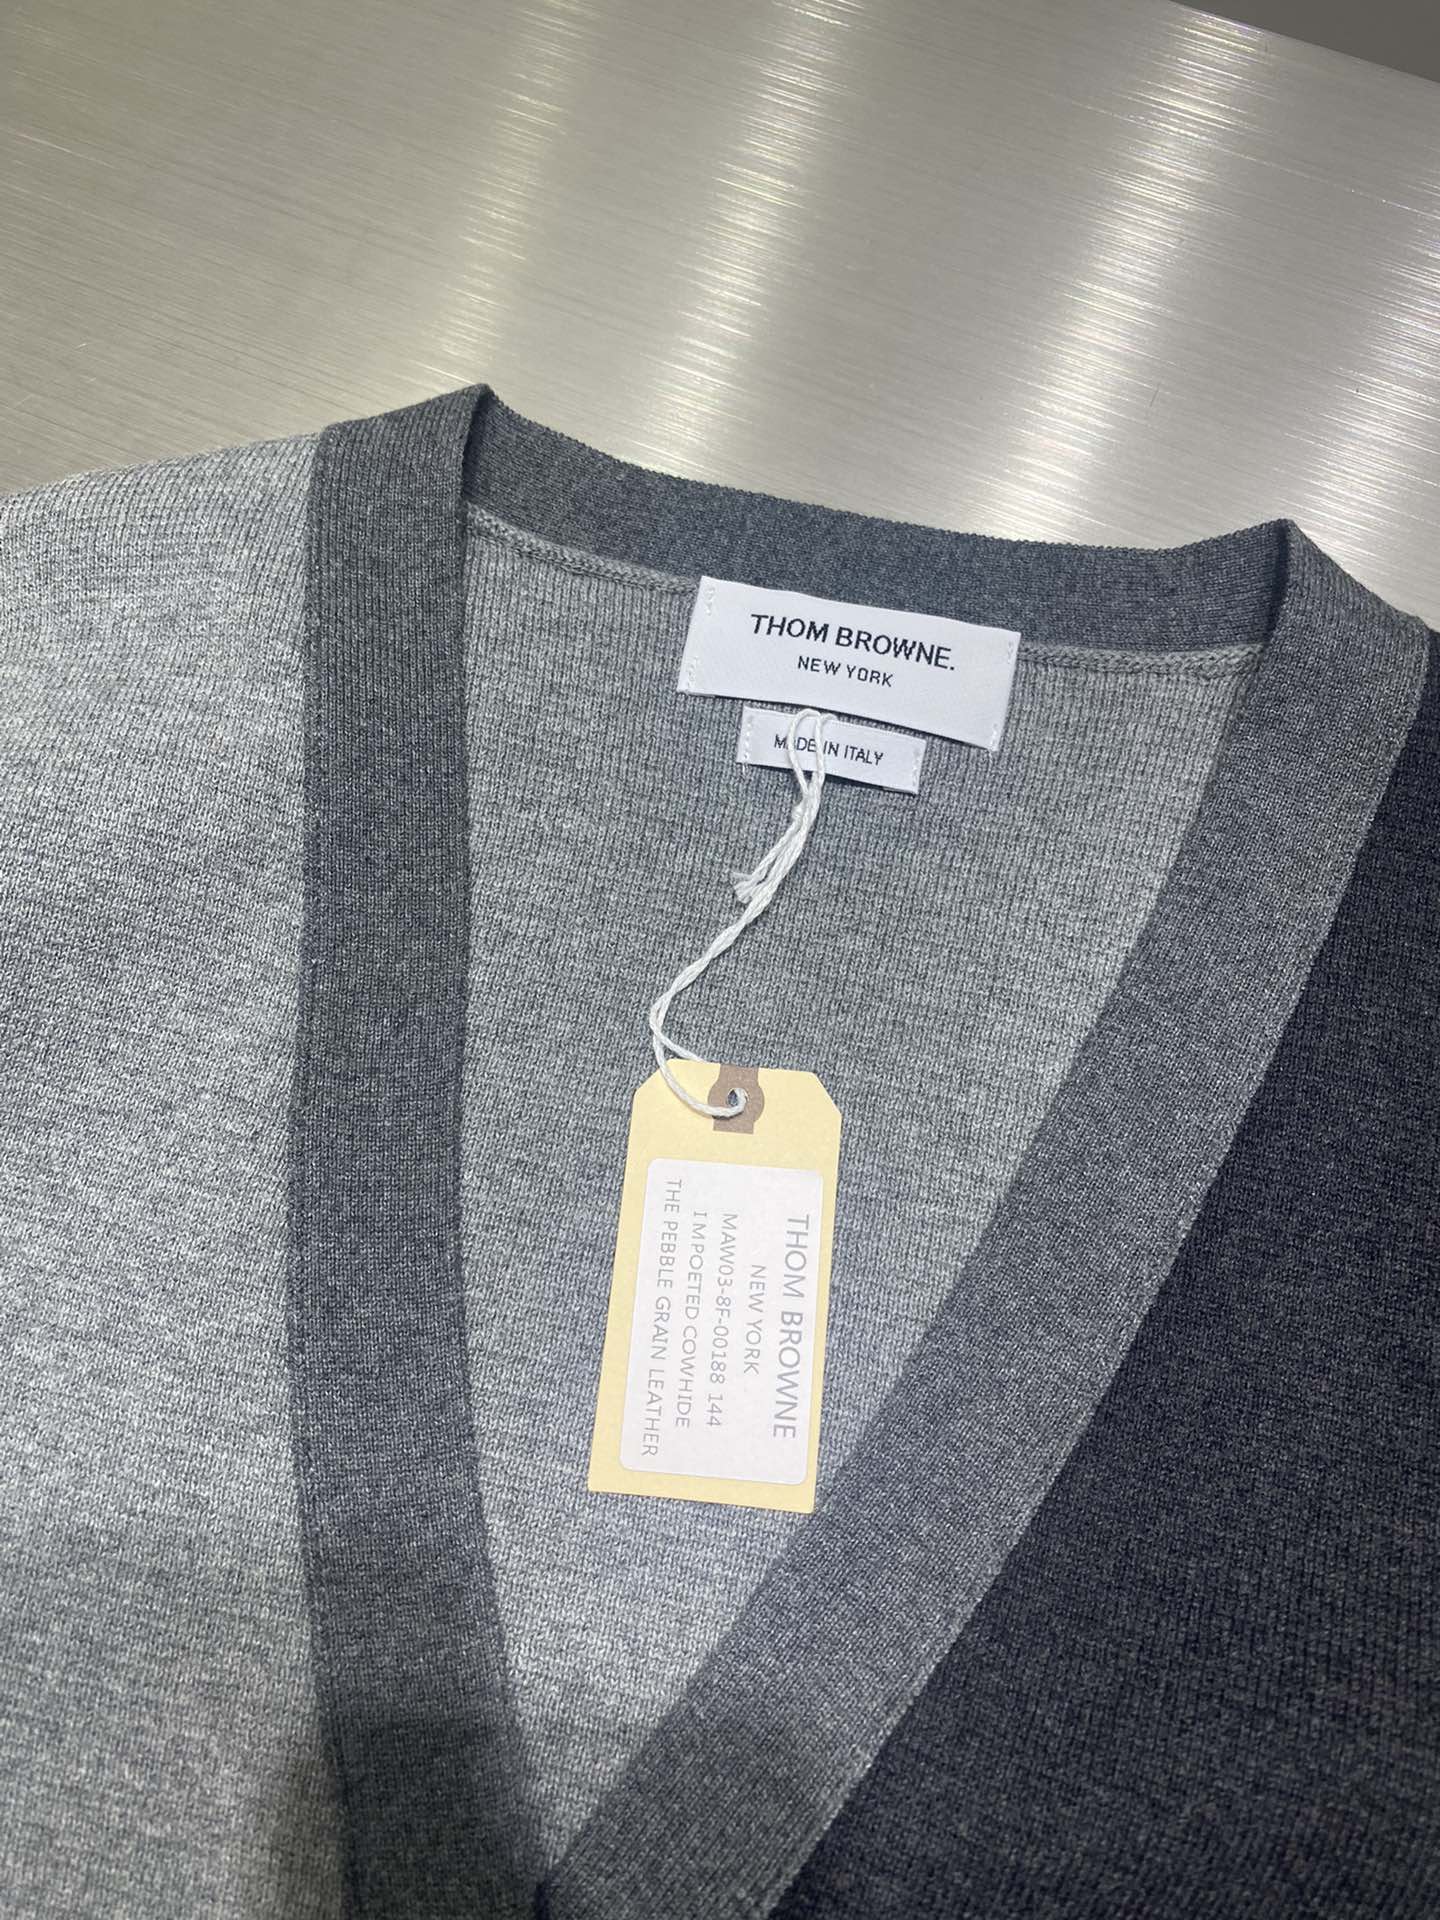 THOM BROWNE.
NEW YORK
MADE IN ITALY
THOM BROWNE
NEW YORK
MAW03-8F-00188 144
IMPOETED COWHIDE
THE PEBBLE GRAIN LEATHER